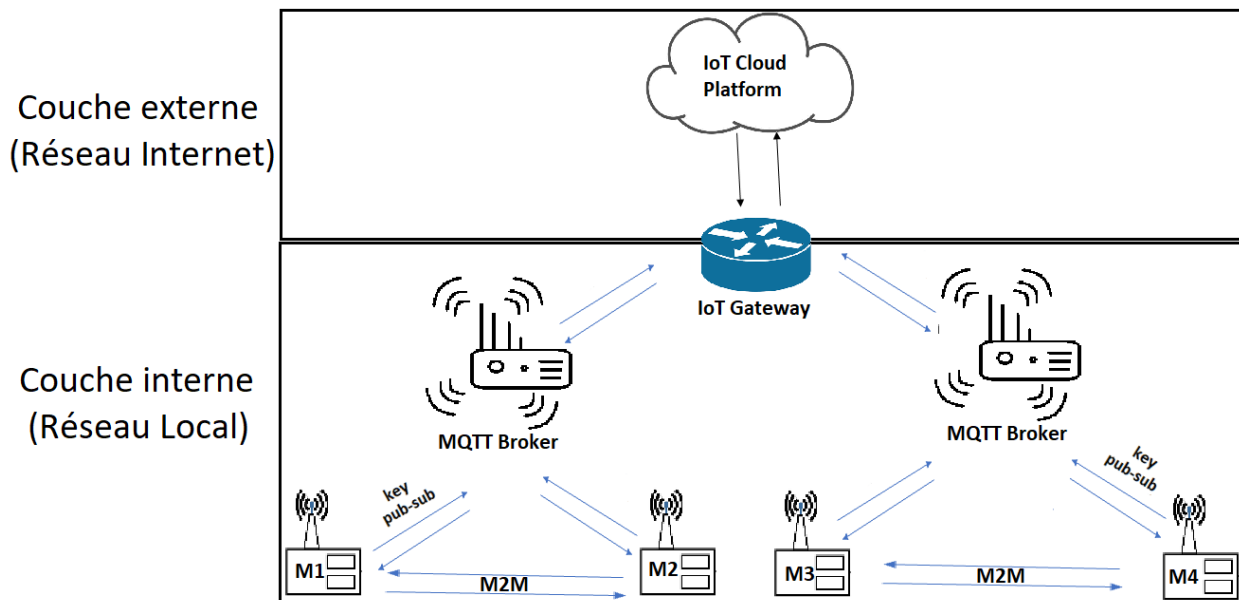 IoT Cloud
Platform
Couche externe
(Réseau Internet)
IoT Gateway
Couche interne
(Réseau Local)
MQTT Broker
MQTT Broker
key
pub-sub
key
pub-sub
M1
M2
M3
M4
M2M
M2M